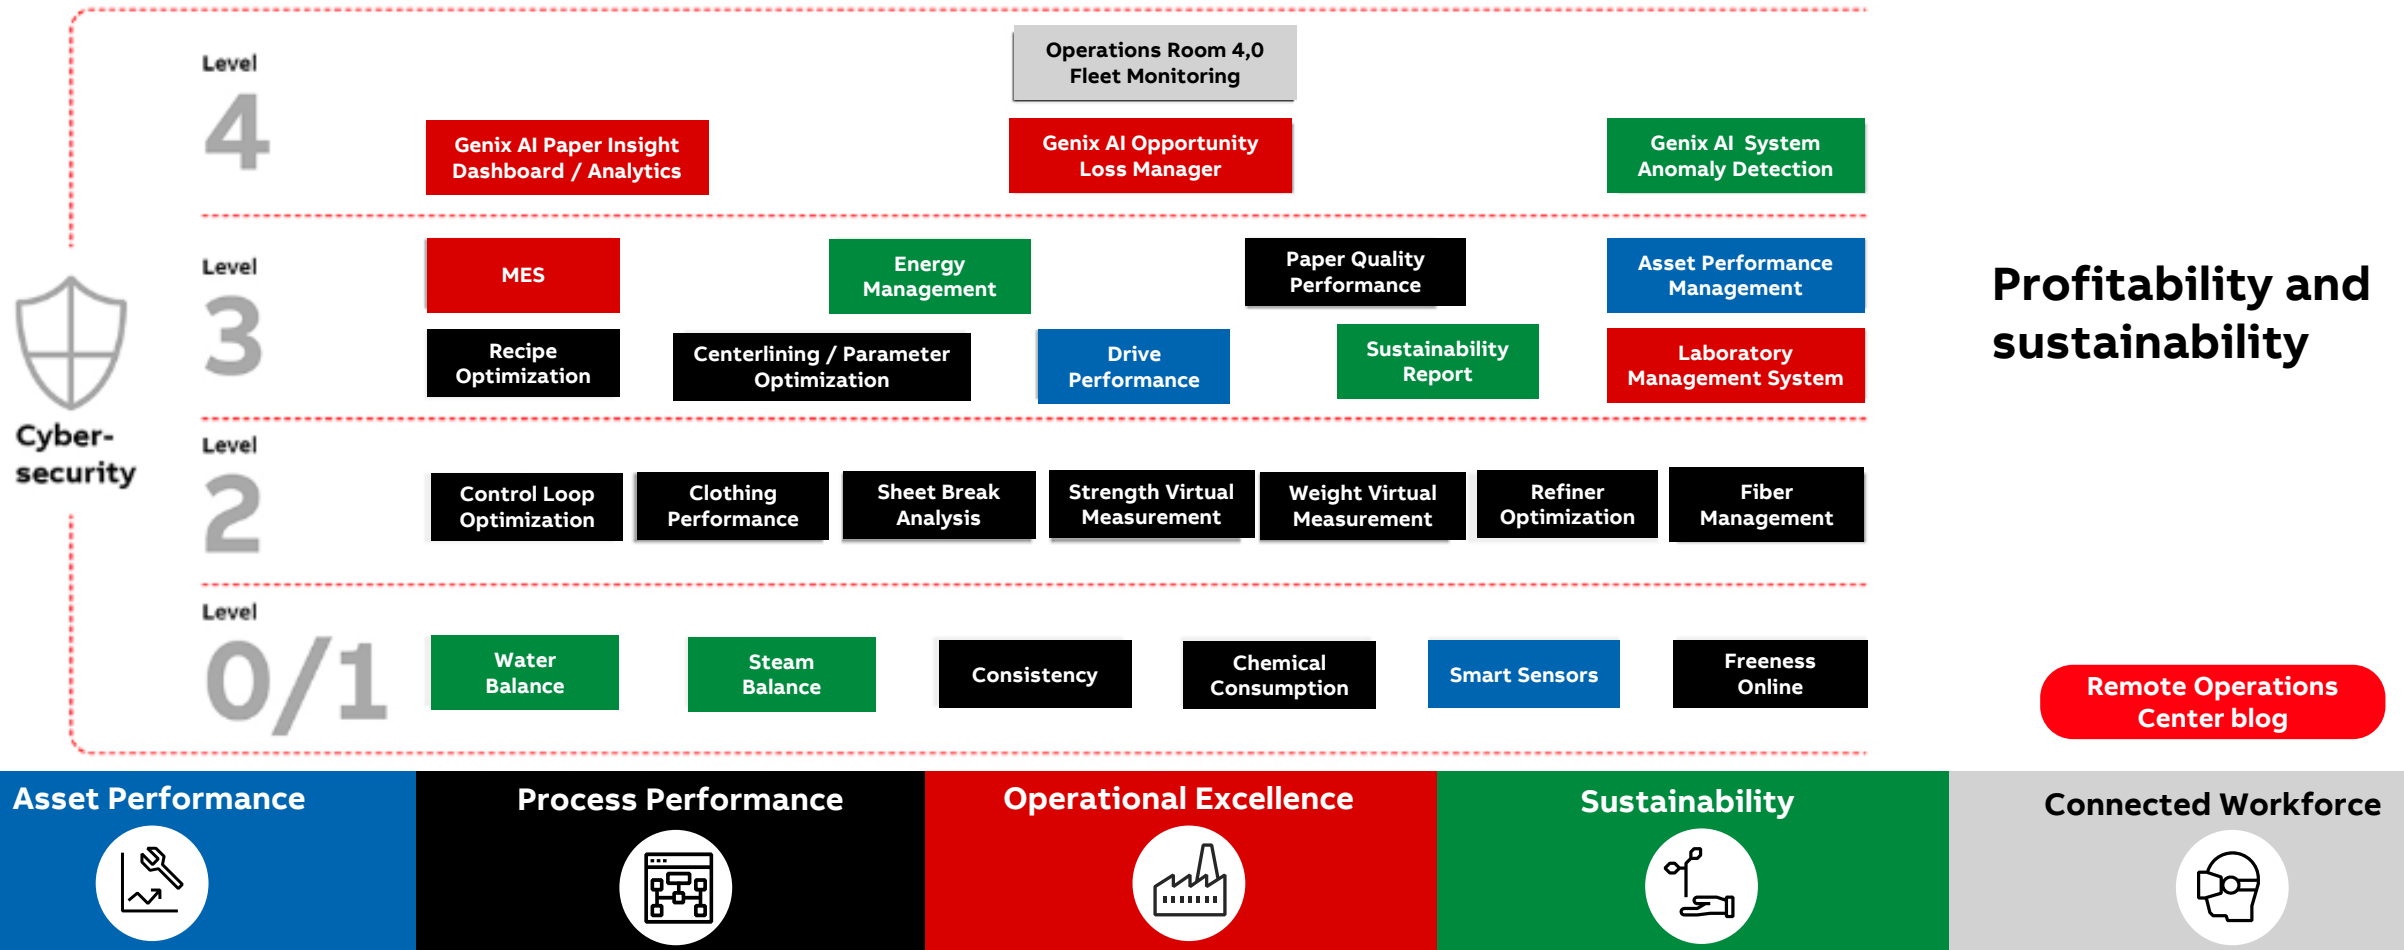 Level
4
Operations Room 4,0
Fleet Monitoring
Genix AI Paper Insight
Dashboard / Analytics
Genix AI Opportunity
Loss Manager
Genix AI System
Anomaly Detection
Level
3
MES
Energy
Management
Paper Quality
Performance
Asset Performance
Management
Recipe
Optimization
Centerlining / Parameter
Optimization
Drive
Performance
Sustainability
Report
Laboratory
Management System
Cyber-
security
Level
2
Control Loop
Optimization
Clothing
Performance
Sheet Break
Analysis
Strength Virtual
Measurement
Weight Virtual
Measurement
Refiner
Optimization
Fiber
Management
Level
0/1
Water
Balance
Steam
Balance
Consistency
Chemical
Consumption
Smart Sensors
Freeness
Online
Profitability and
sustainability
Remote Operations
Center blog
Asset Performance
Process Performance
Operational Excellence
Sustainability
Connected Workforce